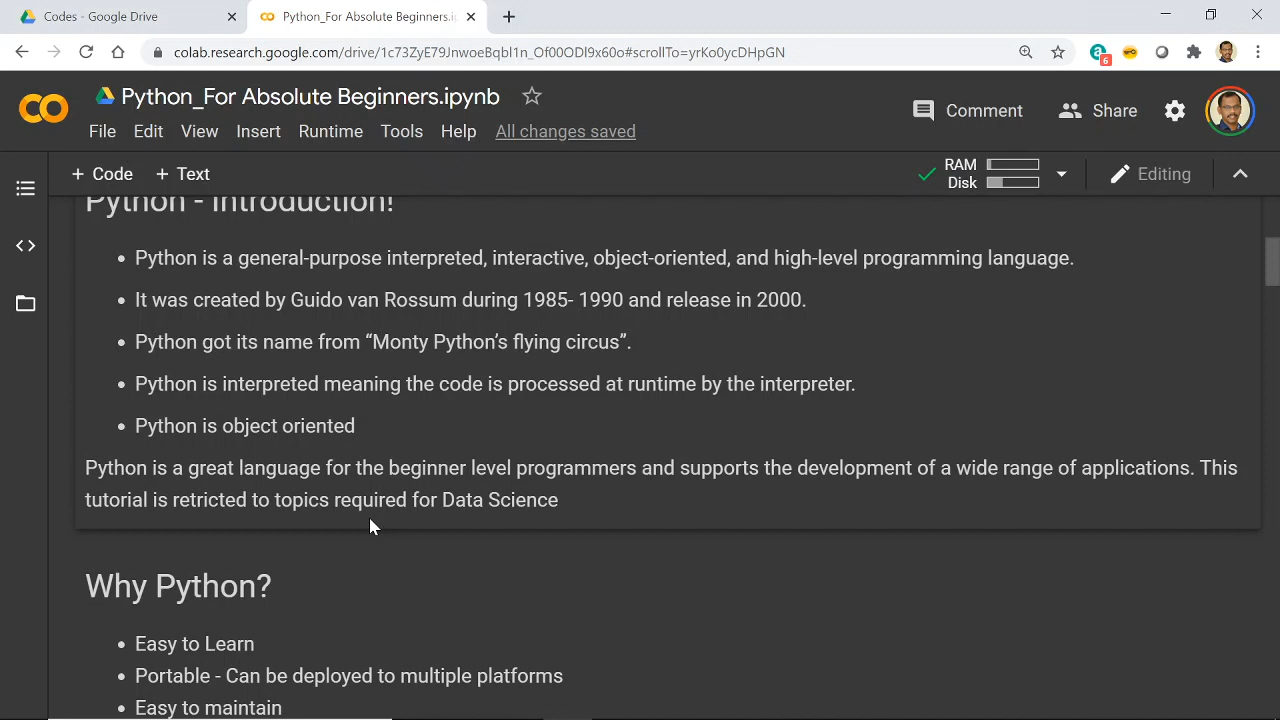 Codes - Google Drive
Python_For Absolute Beginners.i
colab.research.google.com/drive/1c73ZyE79JnwoeBqbI1n_Of00ODl9x60o#scrollTo=yrKo0ycDHpGN
6
Python_For Absolute Beginners.ipynb
Comment
Share
File Edit View Insert Runtime Tools Help All changes saved
+ Code + Text
RAM
Disk
Editing
Python - Introduction!
• Python is a general-purpose interpreted, interactive, object-oriented, and high-level programming language.
• It was created by Guido van Rossum during 1985- 1990 and release in 2000.
• Python got its name from “Monty Python’s flying circus”.
• Python is interpreted meaning the code is processed at runtime by the interpreter.
• Python is object oriented
Python is a great language for the beginner level programmers and supports the development of a wide range of applications. This
tutorial is retricted to topics required for Data Science
Why Python?
• Easy to Learn
• Portable - Can be deployed to multiple platforms
• Easy to maintain